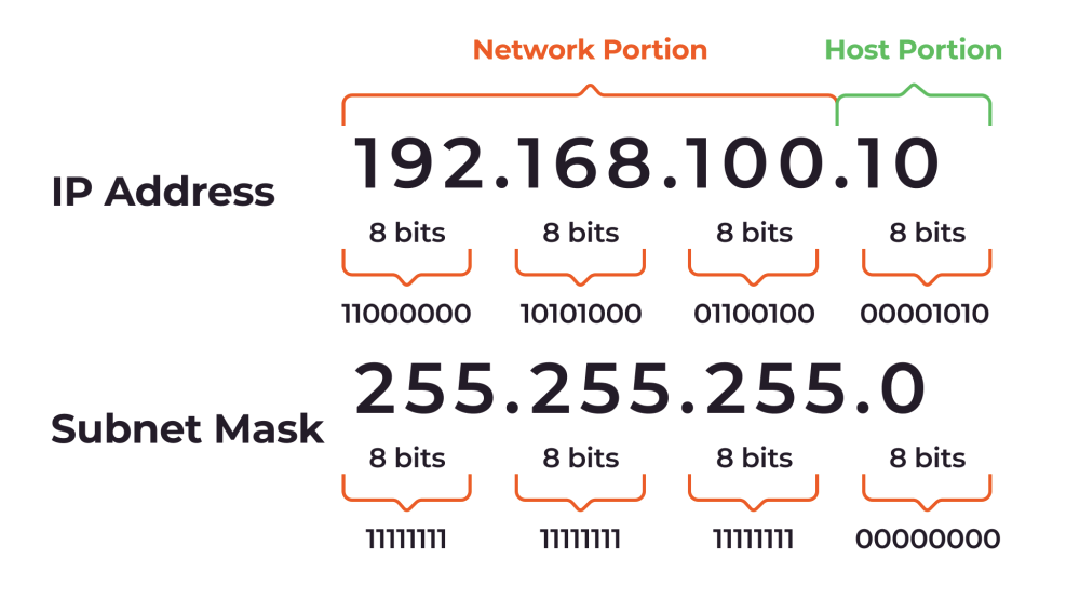 Network Portion Host Portion
IP Address 192.168.100.10
8 bits 8 bits 8 bits 8 bits
11000000 10101000 01100100 00001010
Subnet Mask 255.255.255.0
8 bits 8 bits 8 bits 8 bits
11111111 11111111 11111111 00000000